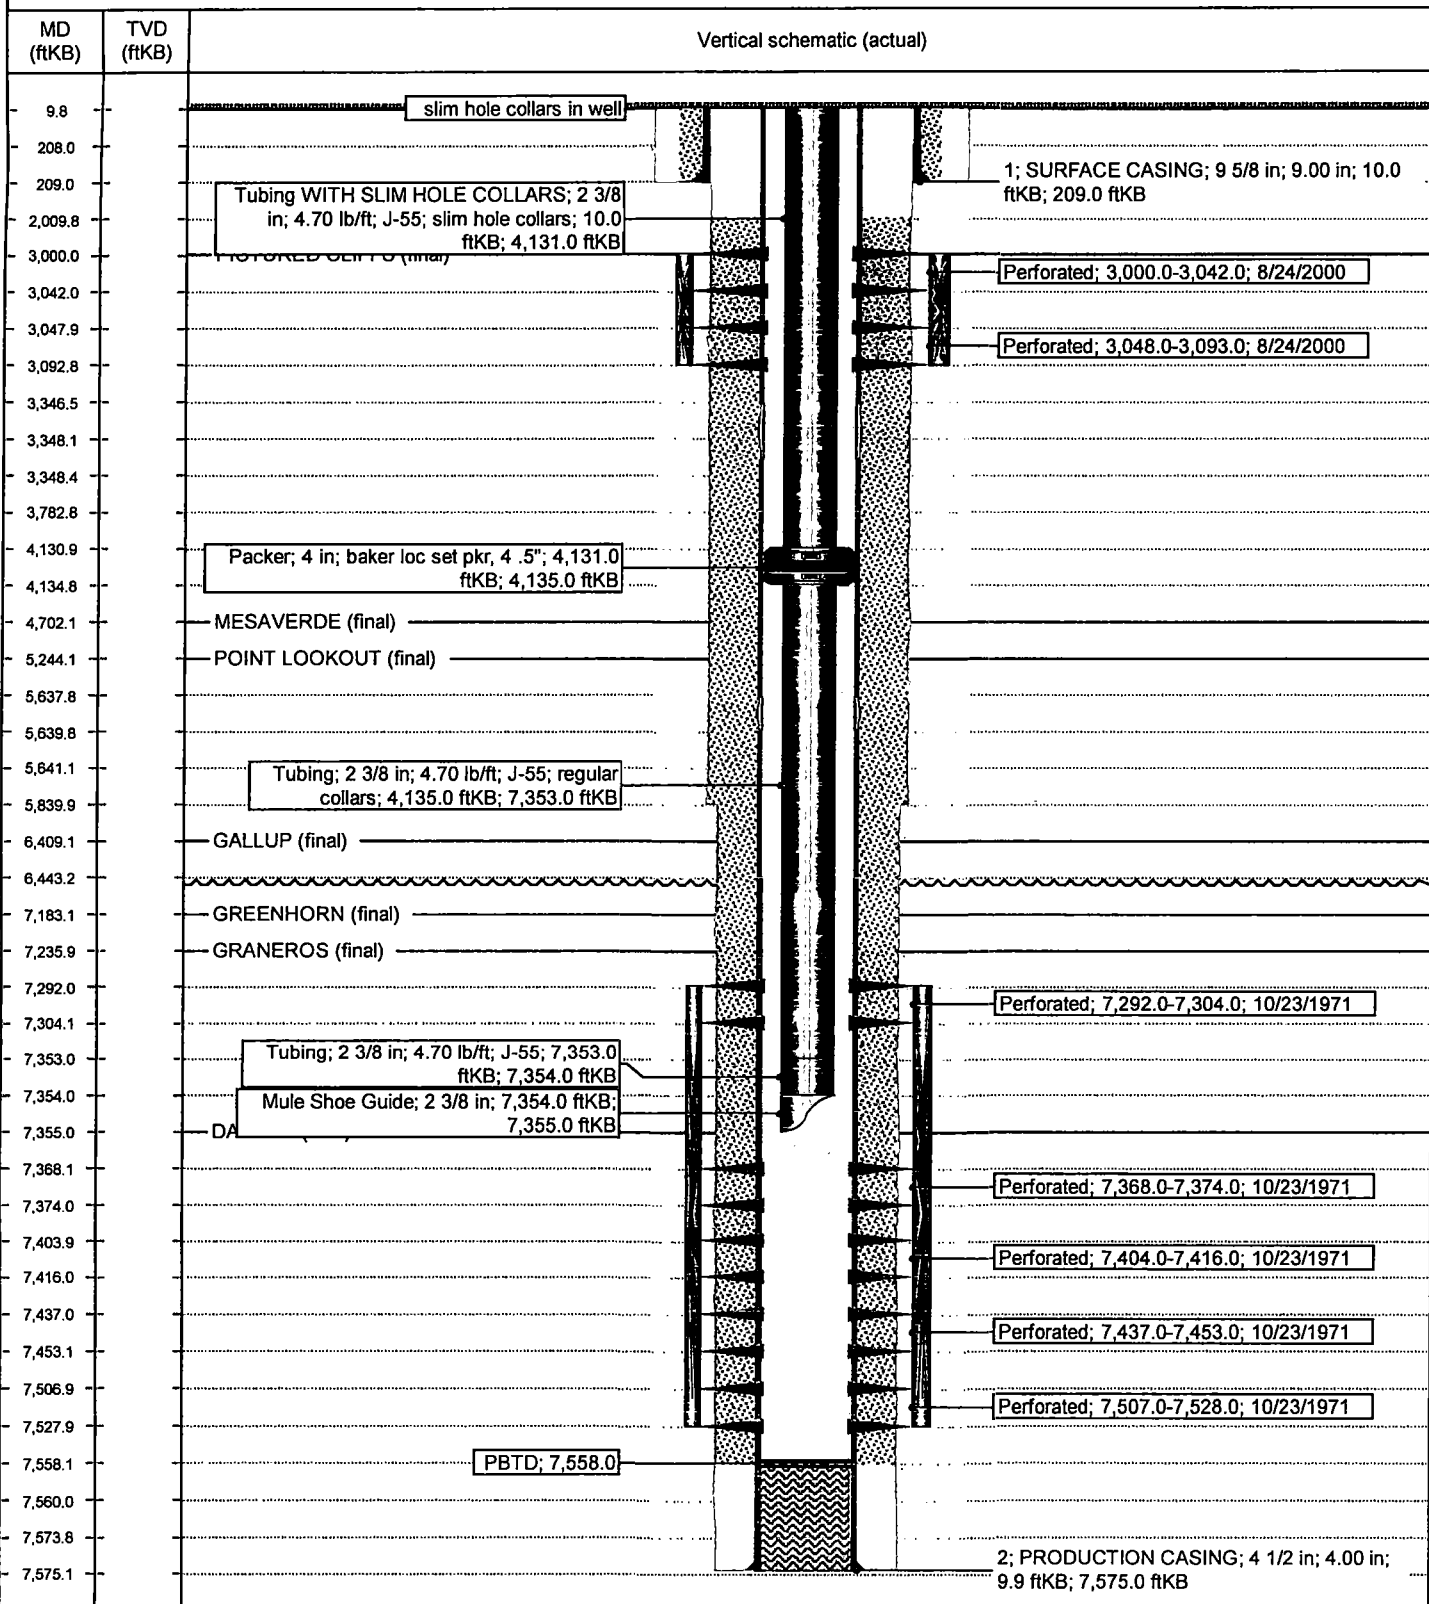 MD
(ftKB)
TVD
(ftKB)
Vertical schematic (actual)
9.8
slim hole collars in well
208.0
209.0
1; SURFACE CASING; 9 5/8 in; 9.00 in; 10.0
ftKB; 209.0 ftKB
Tubing WITH SLIM HOLE COLLARS; 2 3/8
in; 4.70 lb/ft; J-55; slim hole collars; 10.0
ftKB; 4,131.0 ftKB
2,009.8
3,000.0
PICTURED CLIFFS (final)
3,042.0
Perforated; 3,000.0-3,042.0; 8/24/2000
3,047.9
Perforated; 3,048.0-3,093.0; 8/24/2000
3,092.8
3,346.5
3,348.1
3,348.4
3,782.8
4,130.9
Packer; 4 in; baker loc set pkr, 4 .5"; 4,131.0
ftKB; 4,135.0 ftKB
4,134.8
4,702.1
MESAVERDE (final)
5,244.1
POINT LOOKOUT (final)
5,637.8
5,639.8
5,641.1
Tubing; 2 3/8 in; 4.70 lb/ft; J-55; regular
collars; 4,135.0 ftKB; 7,353.0 ftKB
5,839.9
6,409.1
GALLUP (final)
6,443.2
7,183.1
GREENHORN (final)
7,235.9
GRANEROS (final)
7,292.0
Perforated; 7,292.0-7,304.0; 10/23/1971
7,304.1
7,353.0
Tubing; 2 3/8 in; 4.70 lb/ft; J-55; 7,353.0
ftKB; 7,354.0 ftKB
7,354.0
Mule Shoe Guide; 2 3/8 in; 7,354.0 ftKB;
7,355.0 ftKB
7,355.0
DA
7,368.1
Perforated; 7,368.0-7,374.0; 10/23/1971
7,374.0
7,403.9
Perforated; 7,404.0-7,416.0; 10/23/1971
7,416.0
7,437.0
Perforated; 7,437.0-7,453.0; 10/23/1971
7,453.1
7,506.9
Perforated; 7,507.0-7,528.0; 10/23/1971
7,527.9
7,558.1
PBTD; 7,558.0
7,560.0
7,573.8
7,575.1
2; PRODUCTION CASING; 4 1/2 in; 4.00 in;
9.9 ftKB; 7,575.0 ftKB